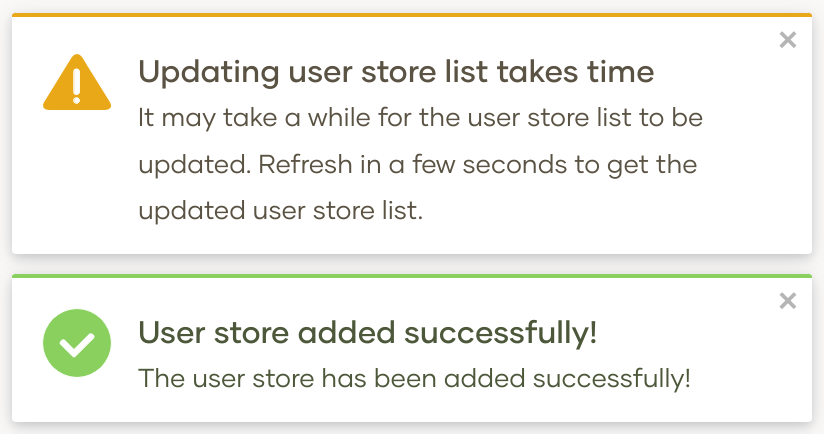 Updating user store list takes time
It may take a while for the user store list to be
updated. Refresh in a few seconds to get the
updated user store list.
User store added successfully!
The user store has been added successfully!